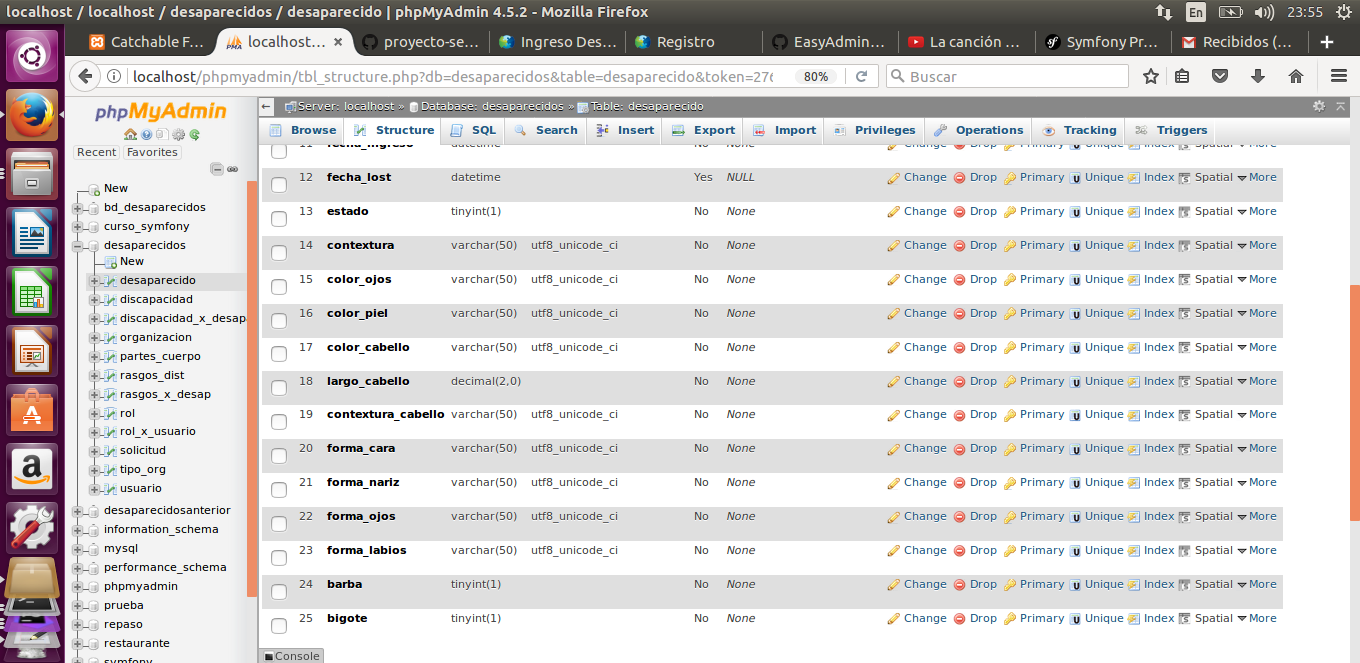 localhost / localhost / desaparecidos / desaparecido | phpMyAdmin 4.5.2 - Mozilla Firefox
En
23:55
Catchable F...
localhost...
proyecto-se...
Ingreso Des...
Registro
EasyAdmin...
La canción ...
Symfony Pr...
Recibidos (...
localhost/phpmyadmin/tbl_structure.php?db=desaparecidos&table=desaparecido&token=276
80%
Buscar
phpMyAdmin
Recent Favorites
New
bd_desaparecidos
curso_symfony
desaparecidos
New
desaparecido
discapacidad
discapacidad_x_desap
organizacion
partes_cuerpo
rasgos_dist
rasgos_x_desap
rol
rol_x_usuario
solicitud
tipo_org
usuario
desaparecidosanterior
information_schema
mysql
performance_schema
phpmyadmin
prueba
repaso
restaurante
symfony
Server: localhost » Database: desaparecidos » Table: desaparecido
Browse Structure SQL Search Insert Export Import Privileges Operations Tracking Triggers
11 fecha_ingreso datetime No None Change Drop Primary Unique Index Spatial More
12 fecha_lost datetime Yes NULL Change Drop Primary Unique Index Spatial More
13 estado tinyint(1) No None Change Drop Primary Unique Index Spatial More
14 contextura varchar(50) utf8_unicode_ci No None Change Drop Primary Unique Index Spatial More
15 color_ojos varchar(50) utf8_unicode_ci No None Change Drop Primary Unique Index Spatial More
16 color_piel varchar(50) utf8_unicode_ci No None Change Drop Primary Unique Index Spatial More
17 color_cabello varchar(50) utf8_unicode_ci No None Change Drop Primary Unique Index Spatial More
18 largo_cabello decimal(2,0) No None Change Drop Primary Unique Index Spatial More
19 contextura_cabello varchar(50) utf8_unicode_ci No None Change Drop Primary Unique Index Spatial More
20 forma_cara varchar(50) utf8_unicode_ci No None Change Drop Primary Unique Index Spatial More
21 forma_nariz varchar(50) utf8_unicode_ci No None Change Drop Primary Unique Index Spatial More
22 forma_ojos varchar(50) utf8_unicode_ci No None Change Drop Primary Unique Index Spatial More
23 forma_labios varchar(50) utf8_unicode_ci No None Change Drop Primary Unique Index Spatial More
24 barba tinyint(1) No None Change Drop Primary Unique Index Spatial More
25 bigote tinyint(1) No None Change Drop Primary Unique Index Spatial More
Console